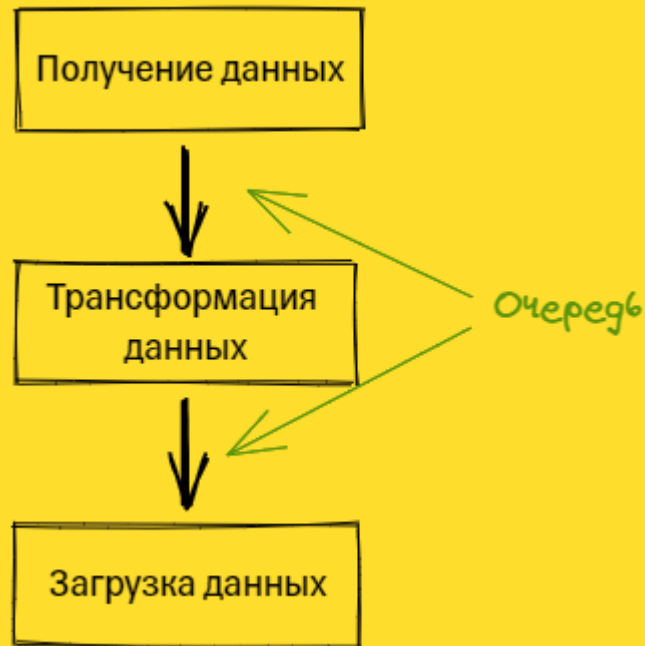 Получение данных
Трансформация
данных
Очередь
Загрузка данных